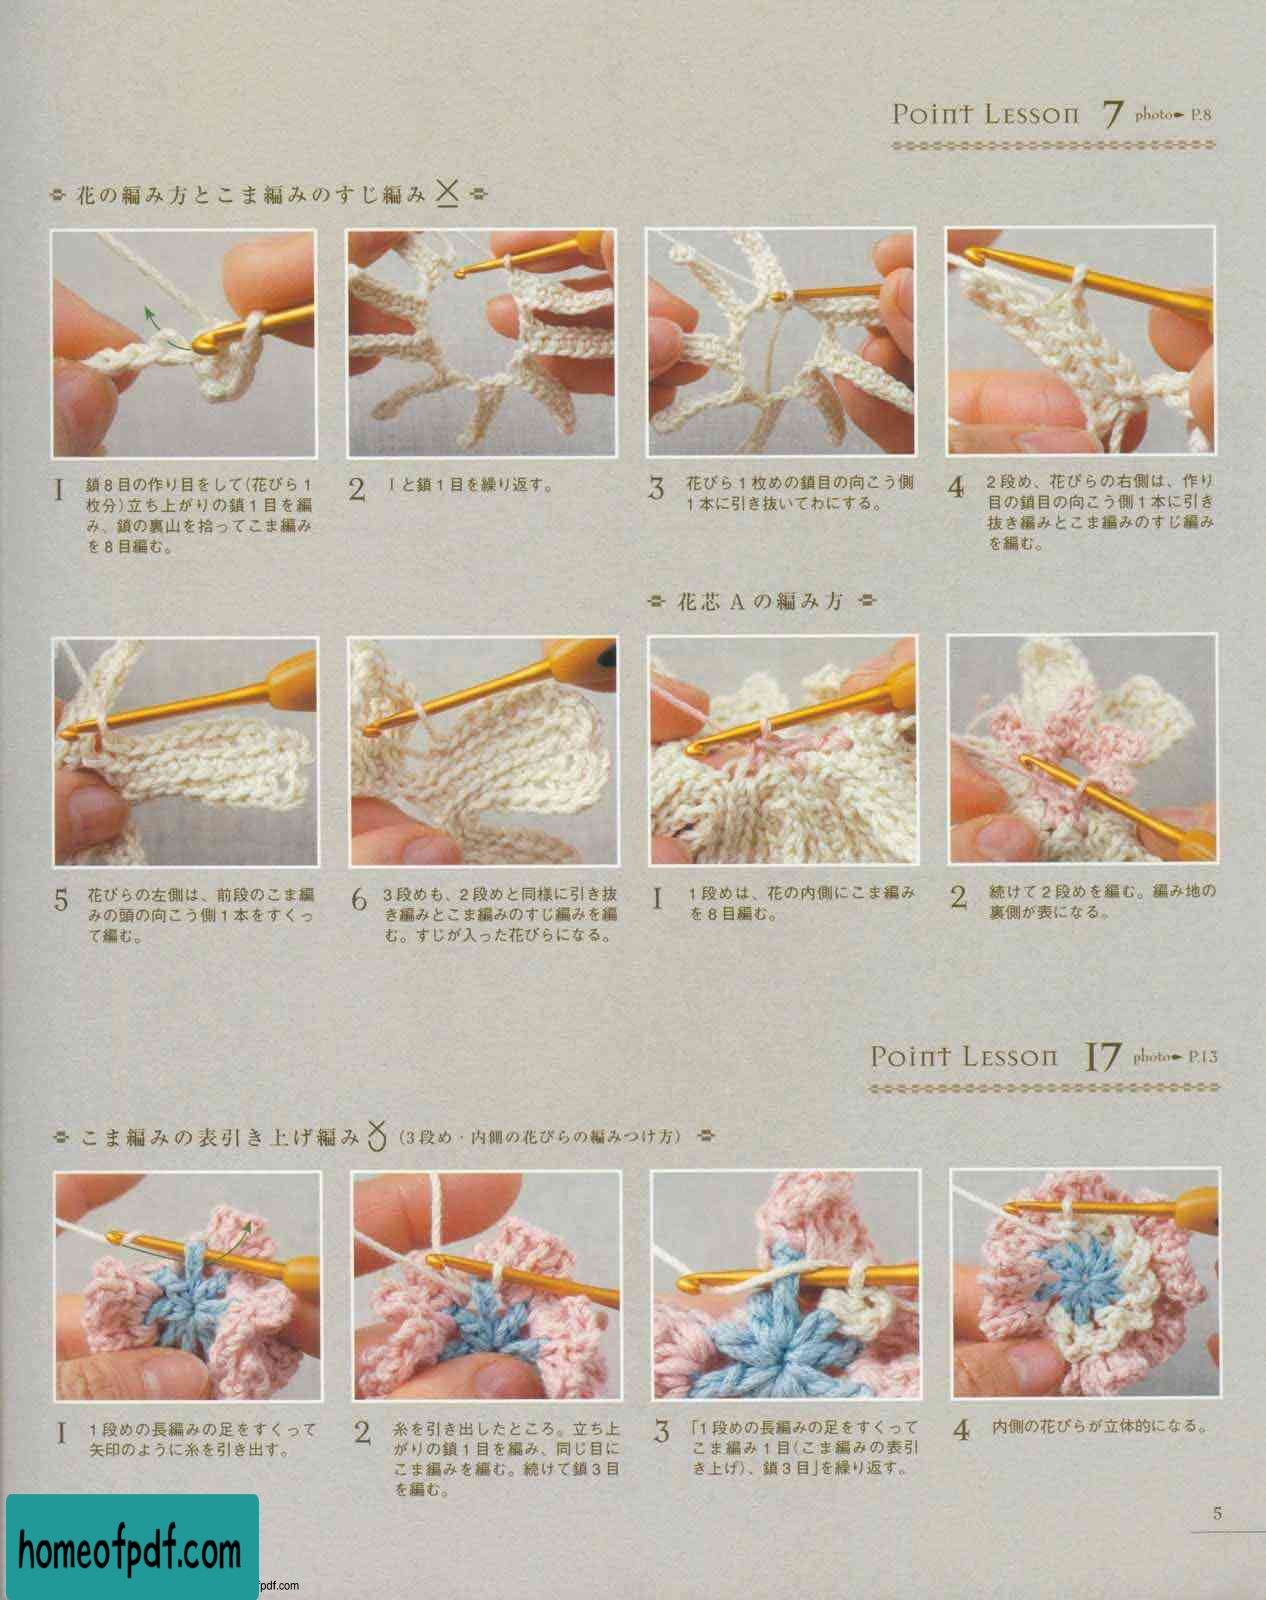 Point Lesson 7 photo P.8
花の編み方とこま編みのすじ編み
1 鎖8目の作り目をして(花びら1
枚分)立ち上がりの鎖1目を編
み、鎖の裏山を拾ってこま編み
を8目編む。
2 1と鎖1目を繰り返す。
3 花びら1枚めの鎖目の向こう側
1本に引き抜いてわにする。
4 2段め、花びらの右側は、作り
目の鎖目の向こう側1本に引き
抜き編みとこま編みのすじ編み
を編む。
5 花びらの左側は、前段のこま編
みの頭の向こう側1本をすくっ
て編む。
6 3段めも、2段めと同様に引き抜
き編みとこま編みのすじ編みを編
む。すじが入った花びらになる。
花芯Aの編み方
1 1段めは、花の内側にこま編み
を8目編む。
2 続けて2段めを編む。編み地の
裏側が表になる。
Point Lesson 17 photo P.13
こま編みの表引き上げ編み (3段め・内側の花びらの編みつけ方)
1 1段めの長編みの足をすくって
矢印のように糸を引き出す。
2 糸を引き出したところ。立ち上
がりの鎖1目を編み、同じ目に
こま編みを編む。続けて鎖3目
を編む。
3 「1段めの長編みの足をすくって
こま編み1目(こま編みの表引
き上げ)、鎖3目」を繰り返す。
4 内側の花びらが立体的になる。
5
homeofpdf.com
fpdf.com